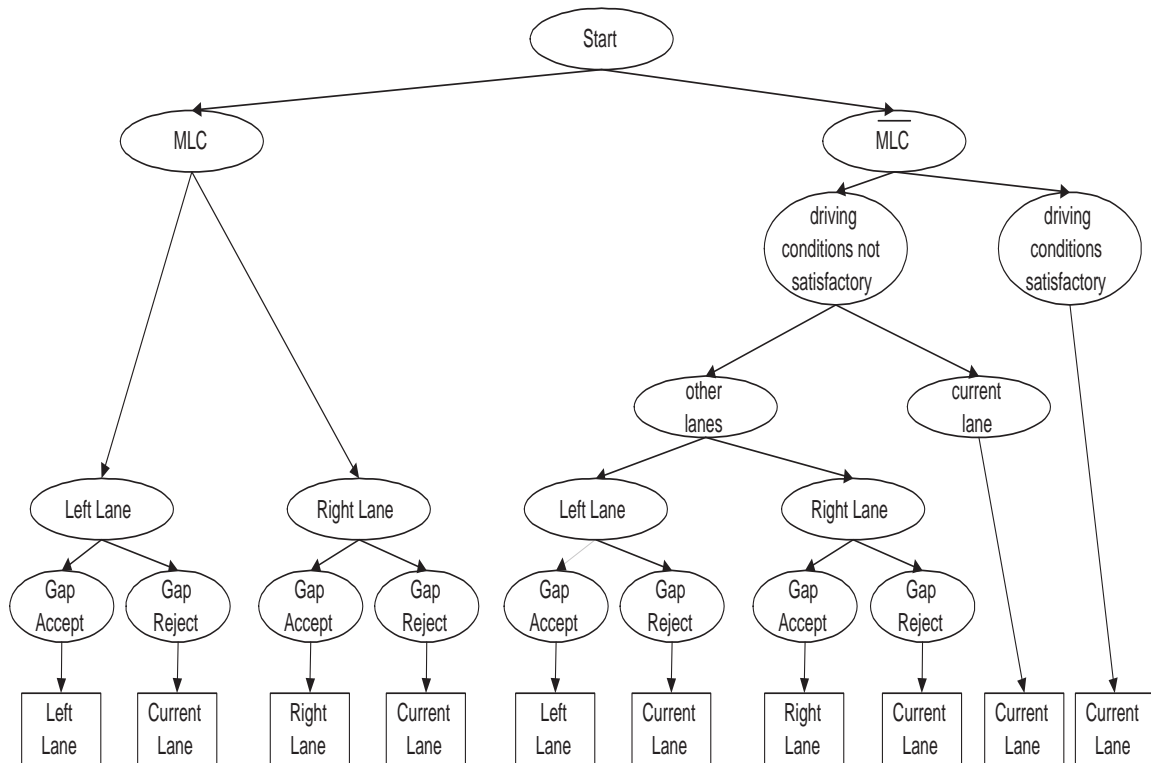 Start
MLC
M̅L̅C̅
driving
conditions not
satisfactory
driving
conditions
satisfactory
other
lanes
current
lane
Left Lane
Right Lane
Left Lane
Right Lane
Gap
Accept
Gap
Reject
Gap
Accept
Gap
Reject
Gap
Accept
Gap
Reject
Gap
Accept
Gap
Reject
Left
Lane
Current
Lane
Right
Lane
Current
Lane
Left
Lane
Current
Lane
Right
Lane
Current
Lane
Current
Lane
Current
Lane